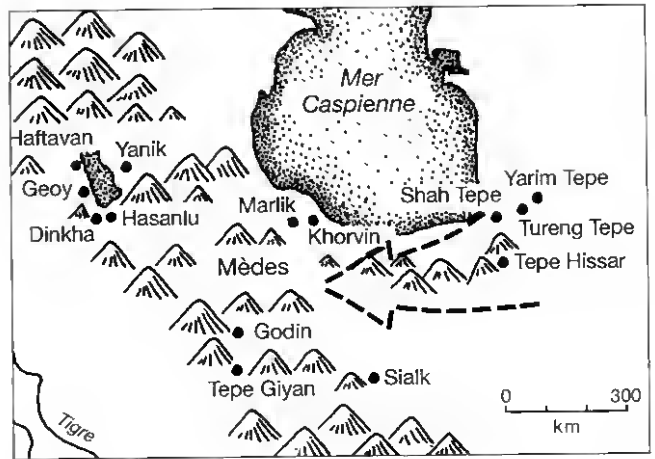 Mer
Caspienne
Haftavan
Yanik
Geoy
Dinkha
Hasanlu
Marlik
Khorvin
Shah Tepe
Yarim Tepe
Tureng Tepe
Tepe Hissar
Mèdes
Godin
Tepe Giyan
Sialk
Tigre
0 300
km